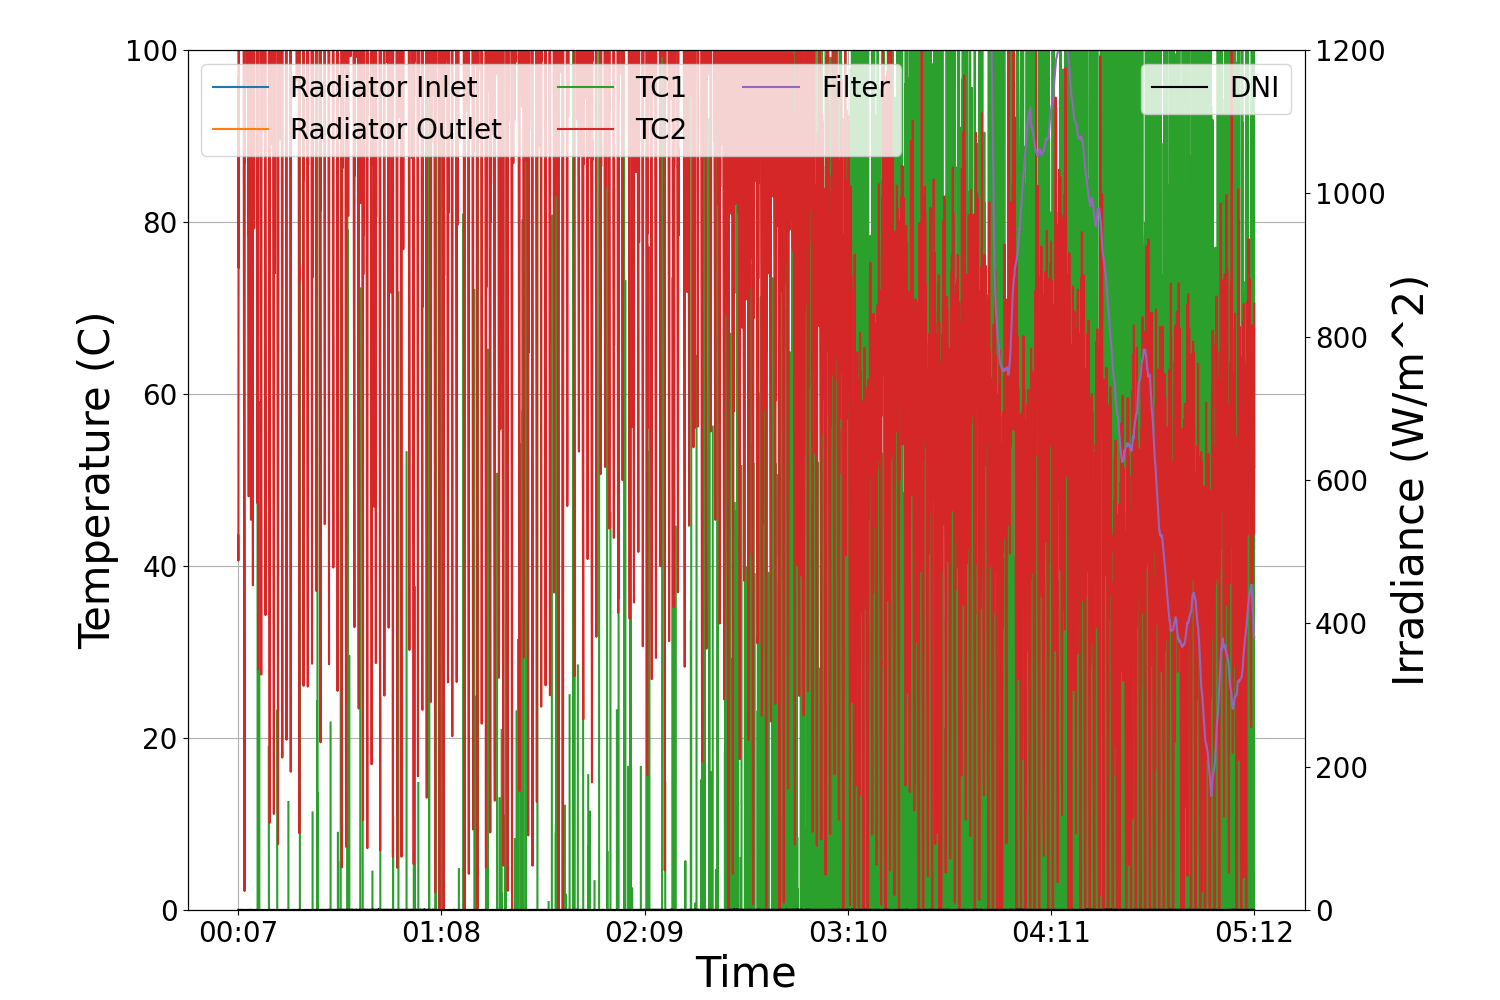 100
80
60
40
20
0
Temperature (C)
Radiator Inlet
Radiator Outlet
TC1
TC2
Filter
DNI
1200
1000
800
600
400
200
0
Irradiance (W/m^2)
00:07 01:08 02:09 03:10 04:11 05:12
Time